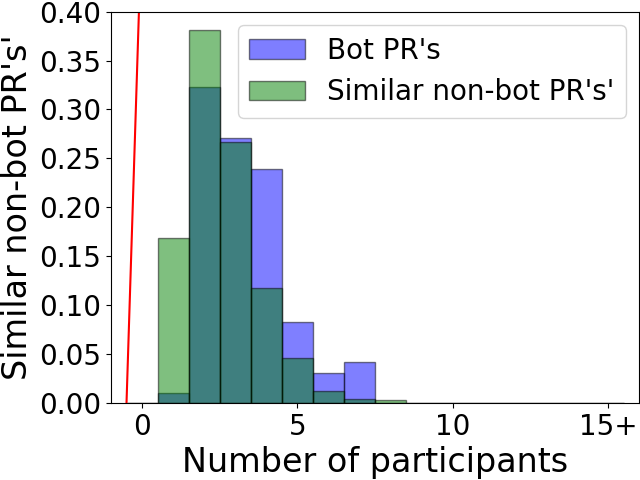 0.40
0.35
0.30
0.25
0.20
0.15
0.10
0.05
0.00
Similar non-bot PR's'
Bot PR's
Similar non-bot PR's'
0 5 10 15+
Number of participants